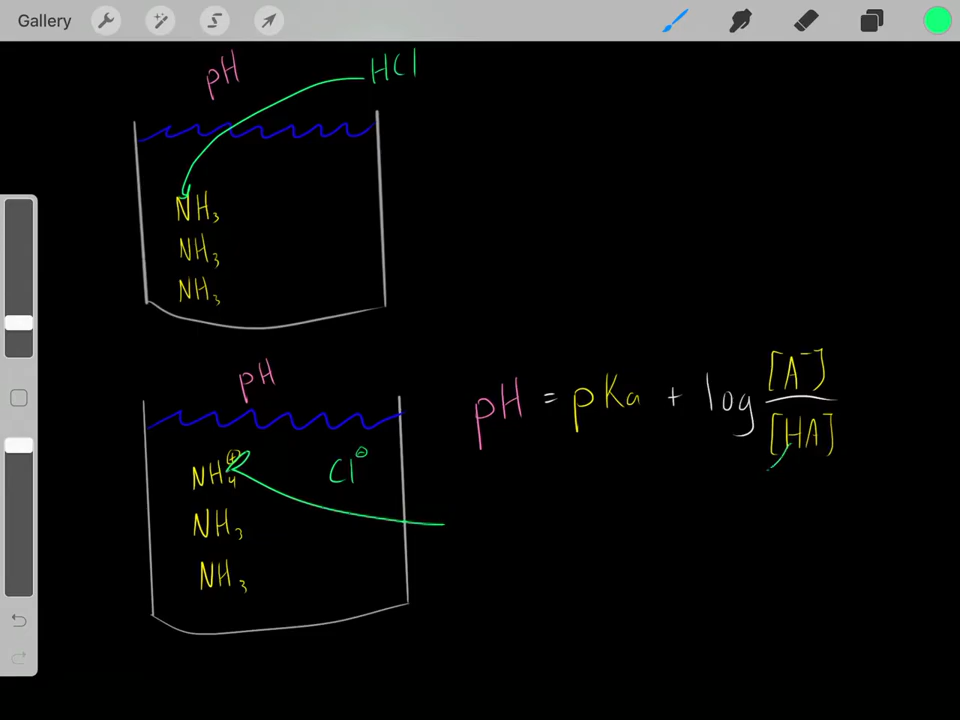 Gallery
pH
HCl
NH₃
NH₃
NH₃
pH
NH₄⊕ Cl⊖
NH₃
NH₃
pH = pKa + log [A⁻]/[HA]